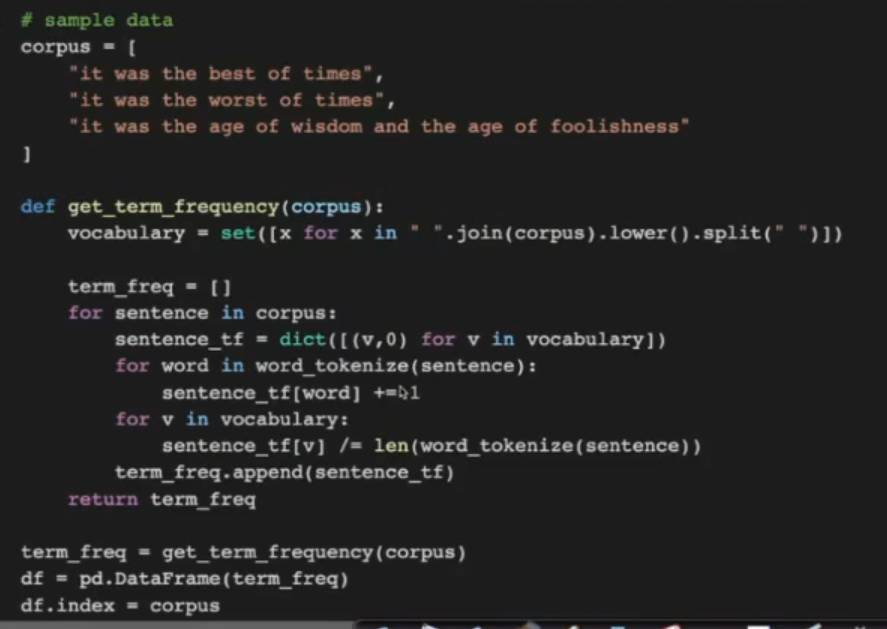 # sample data
corpus = [
    "it was the best of times",
    "it was the worst of times",
    "it was the age of wisdom and the age of foolishness"
]

def get_term_frequency(corpus):
    vocabulary = set([x for x in " ".join(corpus).lower().split(" ")])

    term_freq = []
    for sentence in corpus:
        sentence_tf = dict([(v,0) for v in vocabulary])
        for word in word_tokenize(sentence):
            sentence_tf[word] +=1
        for v in vocabulary:
            sentence_tf[v] /= len(word_tokenize(sentence))
        term_freq.append(sentence_tf)
    return term_freq

term_freq = get_term_frequency(corpus)
df = pd.DataFrame(term_freq)
df.index = corpus